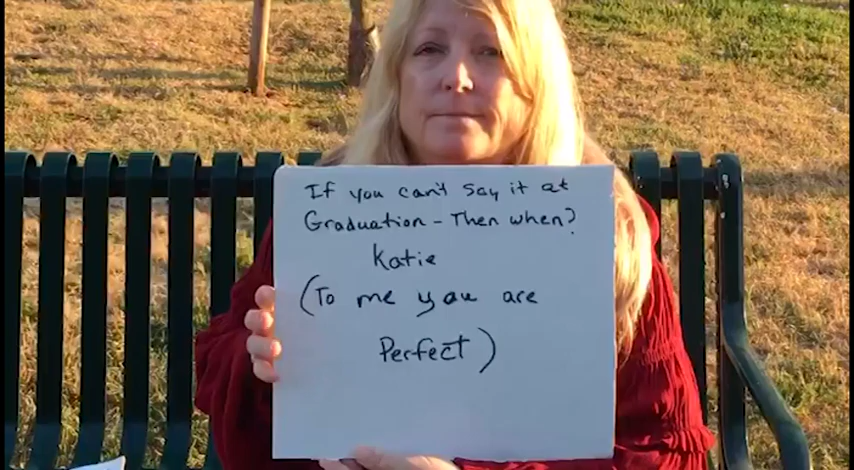 If you can't say it at
Graduation - Then when?
Katie
(To me you are
Perfect)